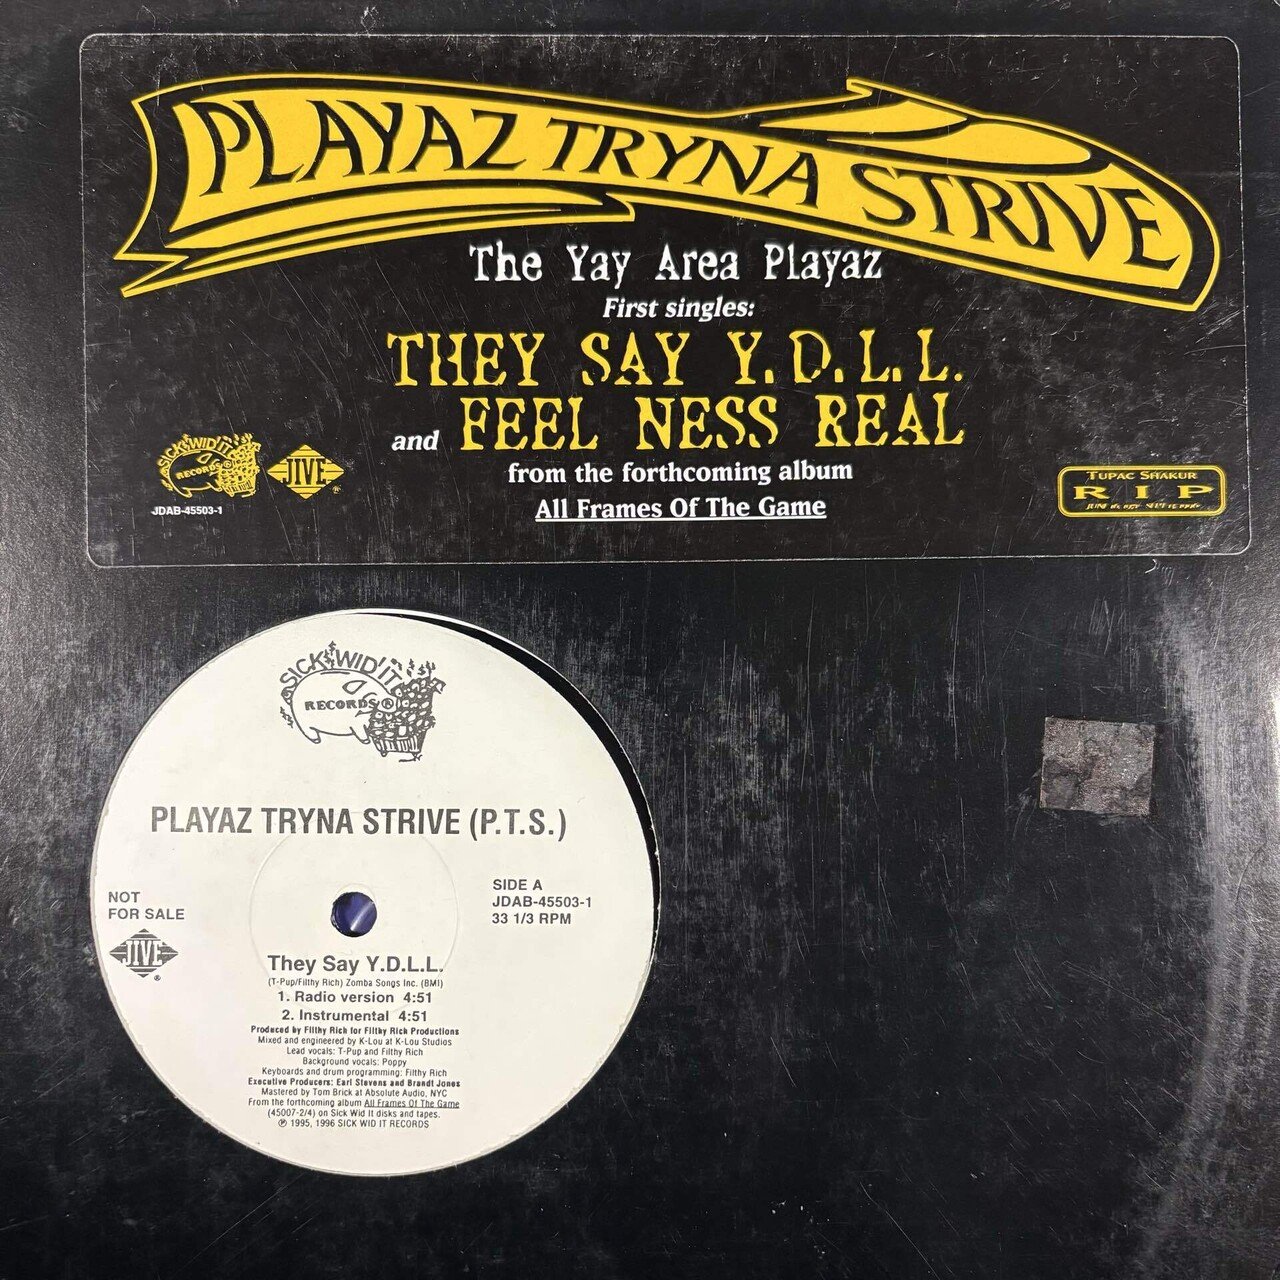 PLAYAZ TRYNA STRIVE
The Yay Area Playaz
First singles:
THEY SAY Y.D.L.L.
and FEEL NESS REAL
from the forthcoming album
All Frames Of The Game
SICK WID' IT
RECORDS ®
JIVE ®
JDAB-45503-1
TUPAC SHAKUR
R I P
SICK WID' IT
RECORDS ®
PLAYAZ TRYNA STRIVE (P.T.S.)
NOT
FOR SALE
JIVE ®
SIDE A
JDAB-45503-1
33 1/3 RPM
They Say Y.D.L.L.
(T-Pup/Filthy Rich) Zomba Songs Inc. (BMI)
1. Radio version 4:51
2. Instrumental 4:51
Produced by Filthy Rich for Filthy Rich Productions
Mixed and engineered by K-Lou at K-Lou Studios
Lead vocals: T-Pup and Filthy Rich
Background vocals: Poppy
Keyboards and drum programming: Filthy Rich
Executive Producers: Earl Stevens and Brandt Jones
Mastered by Tom Brick at Absolute Audio, NYC
From the forthcoming album All Frames Of The Game
(45007-2/4) on Sick Wid It disks and tapes.
℗ 1995, 1996 SICK WID IT RECORDS